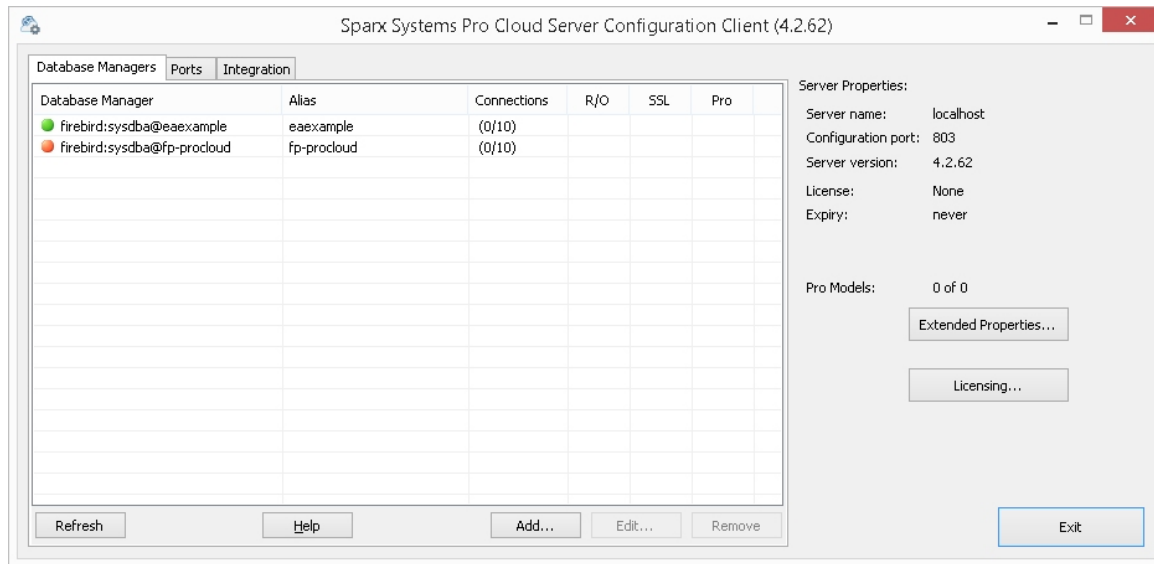 Sparx Systems Pro Cloud Server Configuration Client (4.2.62)
Database Managers Ports Integration
Database Manager Alias Connections R/O SSL Pro
firebird:sysdba@eaexample eaexample (0/10)
firebird:sysdba@fp-procloud fp-procloud (0/10)
Refresh Help Add... Edit... Remove
Server Properties:
Server name: localhost
Configuration port: 803
Server version: 4.2.62
License: None
Expiry: never
Pro Models: 0 of 0
Extended Properties...
Licensing...
Exit